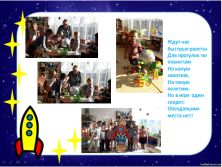 Ждут нас
быстрые ракеты
Для прогулок по
планетам
На какую
захотим,
На такую
полетим.
Но в игре один
секрет:
Опоздавшим
места нет!